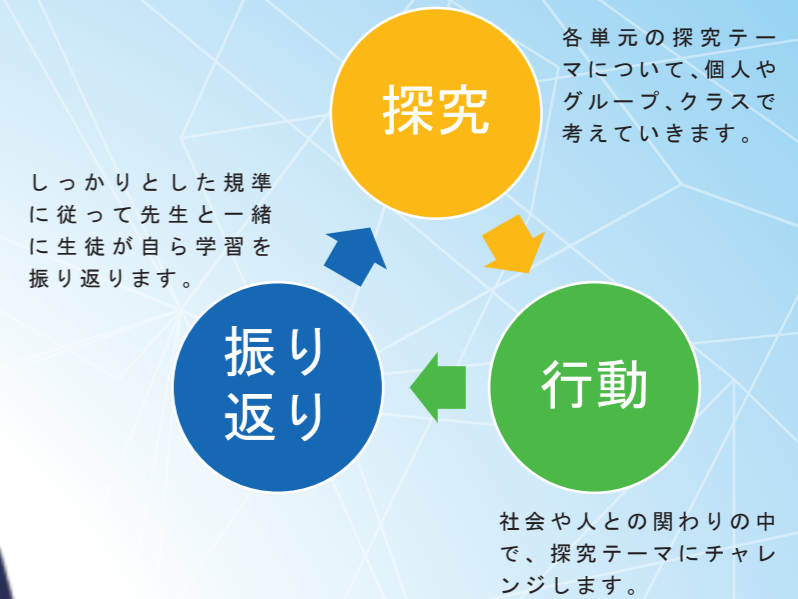 探究
各単元の探究テー
マについて、個人や
グループ、クラスで
考えていきます。
しっかりとした規準
に従って先生と一緒
に生徒が自ら学習を
振り返ります。
振り
返り
行動
社会や人との関わりの中
で、探究テーマにチャレ
ンジします。